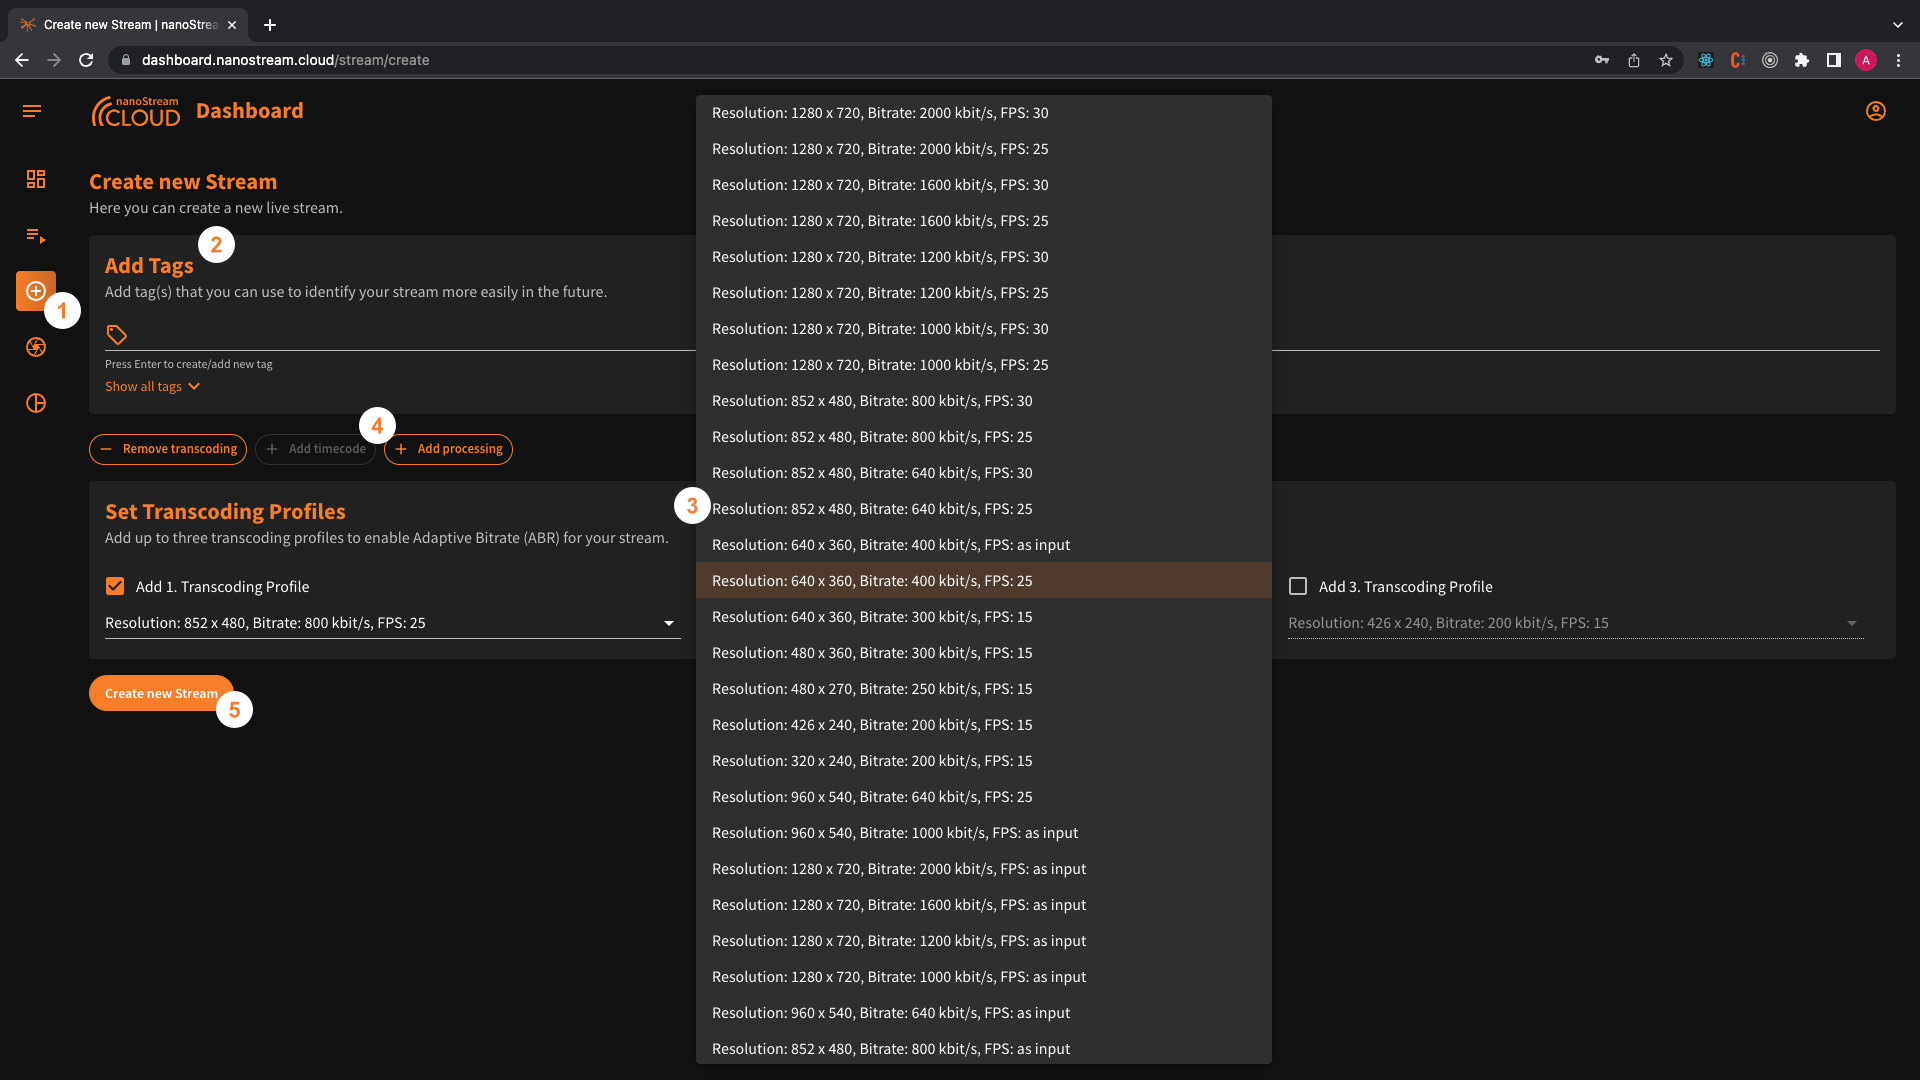 Create new Stream | nanoStrea
dashboard.nanostream.cloud/stream/create
A
nanoStream
CLOUD
Dashboard
Create new Stream
Here you can create a new live stream.
1
2
Add Tags
Add tag(s) that you can use to identify your stream more easily in the future.
Press Enter to create/add new tag
Show all tags
4
Remove transcoding
Add timecode
Add processing
Set Transcoding Profiles
Add up to three transcoding profiles to enable Adaptive Bitrate (ABR) for your stream.
Add 1. Transcoding Profile
Resolution: 852 x 480, Bitrate: 800 kbit/s, FPS: 25
3
Resolution: 1280 x 720, Bitrate: 2000 kbit/s, FPS: 30
Resolution: 1280 x 720, Bitrate: 2000 kbit/s, FPS: 25
Resolution: 1280 x 720, Bitrate: 1600 kbit/s, FPS: 30
Resolution: 1280 x 720, Bitrate: 1600 kbit/s, FPS: 25
Resolution: 1280 x 720, Bitrate: 1200 kbit/s, FPS: 30
Resolution: 1280 x 720, Bitrate: 1200 kbit/s, FPS: 25
Resolution: 1280 x 720, Bitrate: 1000 kbit/s, FPS: 30
Resolution: 1280 x 720, Bitrate: 1000 kbit/s, FPS: 25
Resolution: 852 x 480, Bitrate: 800 kbit/s, FPS: 30
Resolution: 852 x 480, Bitrate: 800 kbit/s, FPS: 25
Resolution: 852 x 480, Bitrate: 640 kbit/s, FPS: 30
Resolution: 852 x 480, Bitrate: 640 kbit/s, FPS: 25
Resolution: 640 x 360, Bitrate: 400 kbit/s, FPS: as input
Resolution: 640 x 360, Bitrate: 400 kbit/s, FPS: 25
Resolution: 640 x 360, Bitrate: 300 kbit/s, FPS: 15
Resolution: 480 x 360, Bitrate: 300 kbit/s, FPS: 15
Resolution: 480 x 270, Bitrate: 250 kbit/s, FPS: 15
Resolution: 426 x 240, Bitrate: 200 kbit/s, FPS: 15
Resolution: 320 x 240, Bitrate: 200 kbit/s, FPS: 15
Resolution: 960 x 540, Bitrate: 640 kbit/s, FPS: 25
Resolution: 960 x 540, Bitrate: 1000 kbit/s, FPS: as input
Resolution: 1280 x 720, Bitrate: 2000 kbit/s, FPS: as input
Resolution: 1280 x 720, Bitrate: 1600 kbit/s, FPS: as input
Resolution: 1280 x 720, Bitrate: 1200 kbit/s, FPS: as input
Resolution: 1280 x 720, Bitrate: 1000 kbit/s, FPS: as input
Resolution: 960 x 540, Bitrate: 640 kbit/s, FPS: as input
Resolution: 852 x 480, Bitrate: 800 kbit/s, FPS: as input
Add 3. Transcoding Profile
Resolution: 426 x 240, Bitrate: 200 kbit/s, FPS: 15
Create new Stream
5